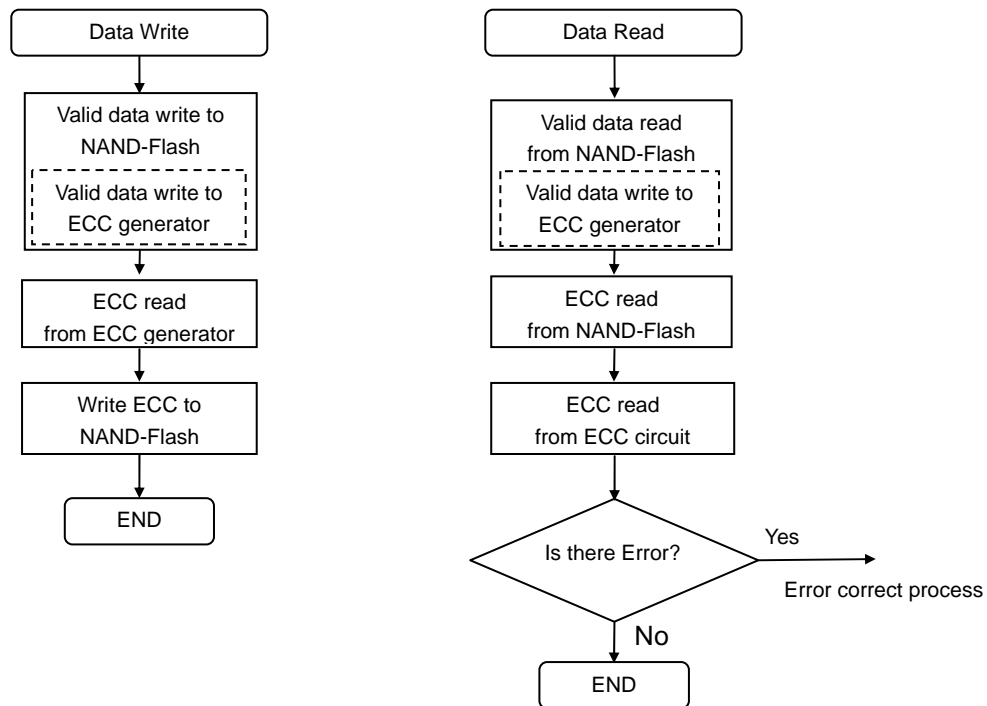 Data Write
Valid data write to
NAND-Flash
Valid data write to
ECC generator
ECC read
from ECC generator
Write ECC to
NAND-Flash
END
Data Read
Valid data read
from NAND-Flash
Valid data write to
ECC generator
ECC read
from NAND-Flash
ECC read
from ECC circuit
Is there Error?
Yes
Error correct process
No
END